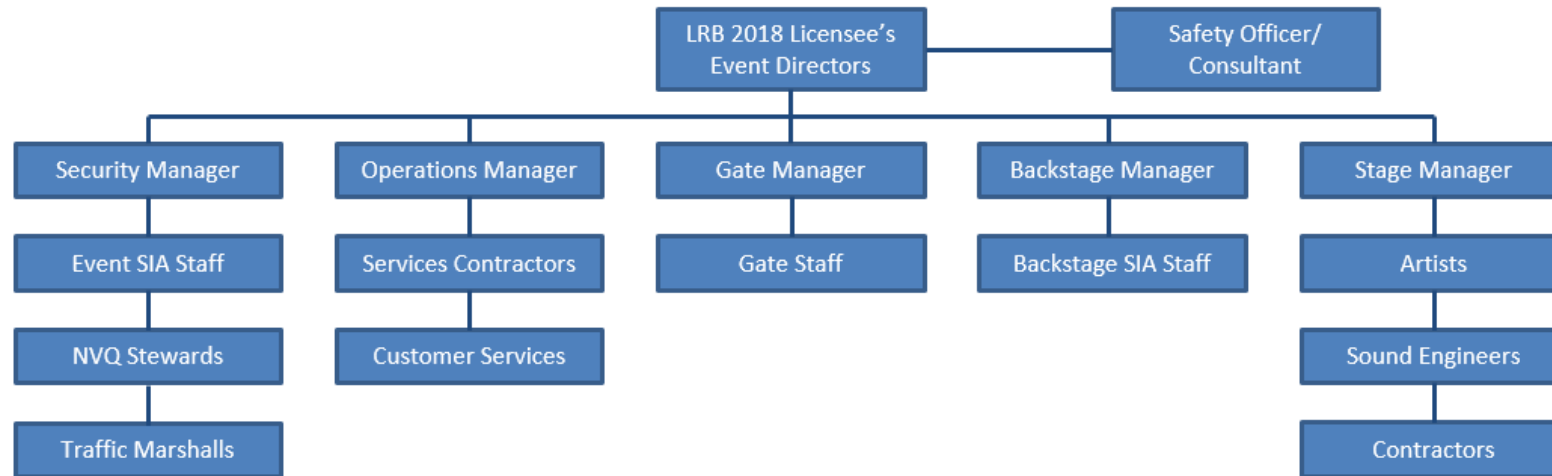 LRB 2018 Licensee's
Event Directors
Safety Officer/
Consultant
Security Manager
Operations Manager
Gate Manager
Backstage Manager
Stage Manager
Event SIA Staff
Services Contractors
Gate Staff
Backstage SIA Staff
Artists
NVQ Stewards
Customer Services
Sound Engineers
Traffic Marshalls
Contractors